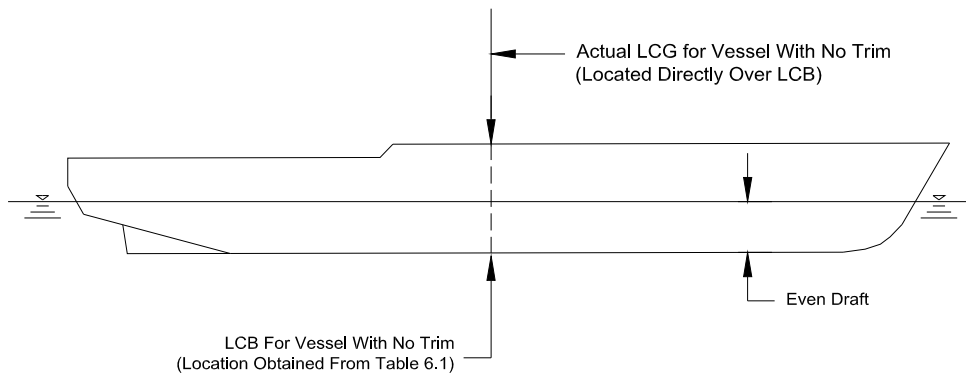 Actual LCG for Vessel With No Trim
(Located Directly Over LCB)
Even Draft
LCB For Vessel With No Trim
(Location Obtained From Table 6.1)